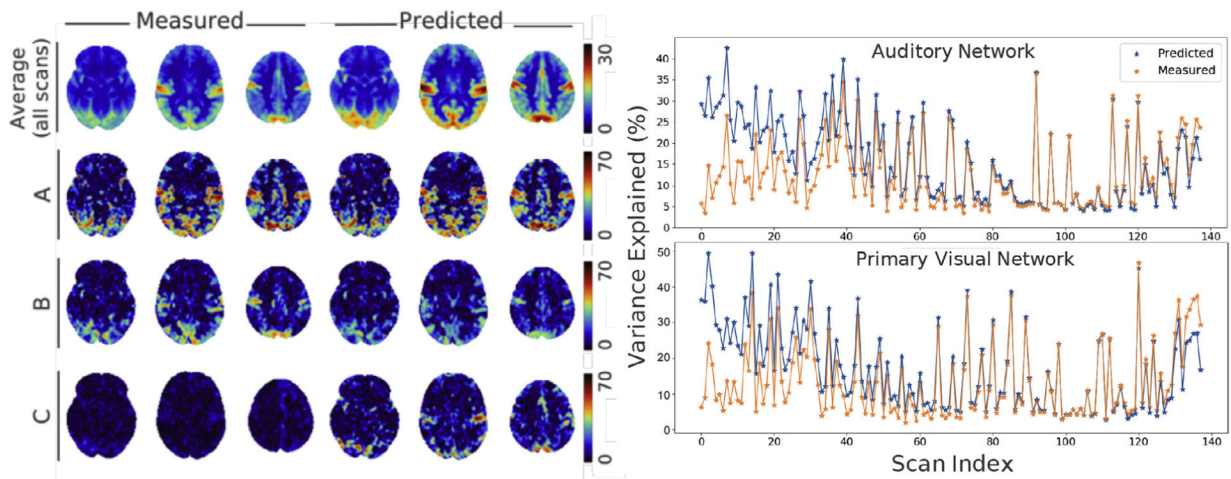 Measured Predicted
Average
(all scans)
30
0
A
70
0
B
70
0
C
70
0
Variance Explained (%)
Auditory Network
Predicted
Measured
40
35
30
25
20
15
10
5
0 20 40 60 80 100 120 140
Primary Visual Network
50
40
30
20
10
0
0 20 40 60 80 100 120 140
Scan Index